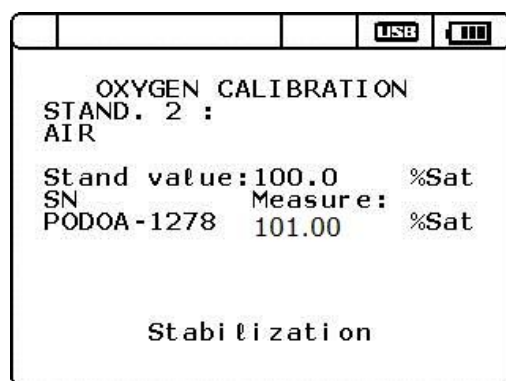 USB
OXYGEN CALIBRATION
STAND. 2 :
AIR
Stand value:100.0 %Sat
SN Measure:
PODOA-1278 101.00 %Sat
Stabilization